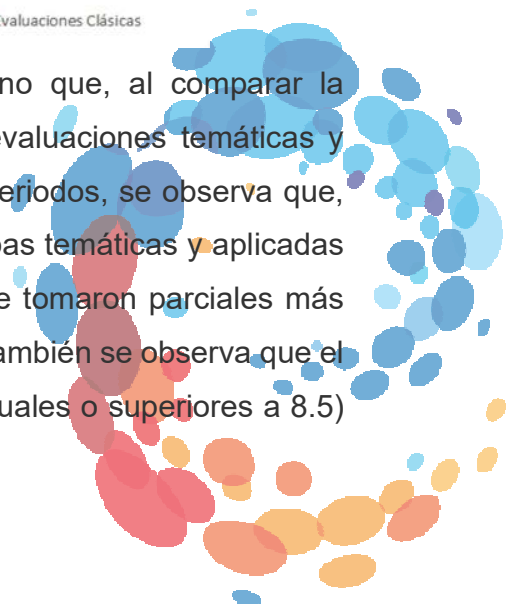 Evaluaciones Clásicas
no que, al comparar la
evaluaciones temáticas y
eriodos, se observa que,
bas temáticas y aplicadas
e tomaron parciales más
ambién se observa que el
uales o superiores a 8.5)